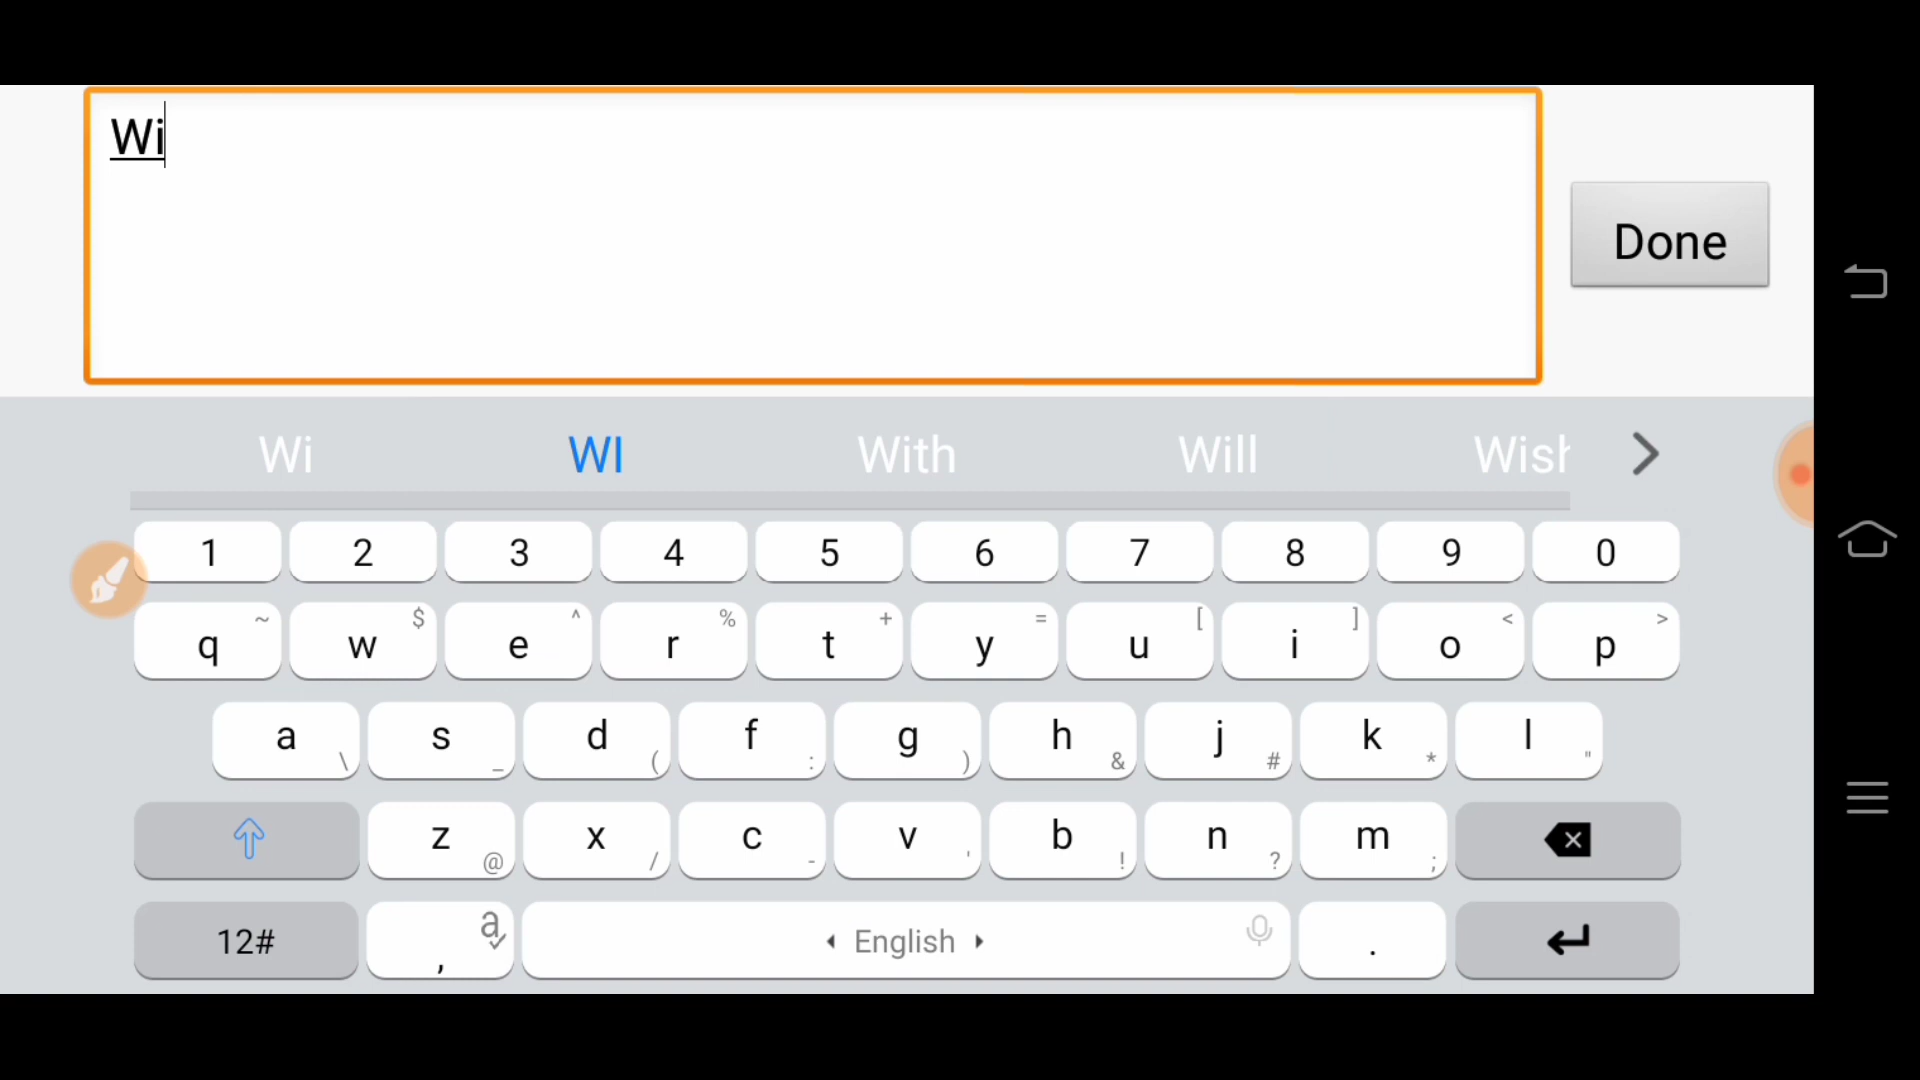 Wi
Done
Wi WI With Will Wish
1 2 3 4 5 6 7 8 9 0
~ $ ^ % + = [ ] < >
q w e r t y u i o p
a s d f g h j k l
\ _ ( : ) & # * "
z x c v b n m
@ / - ' ! ? ;
12# , a English .